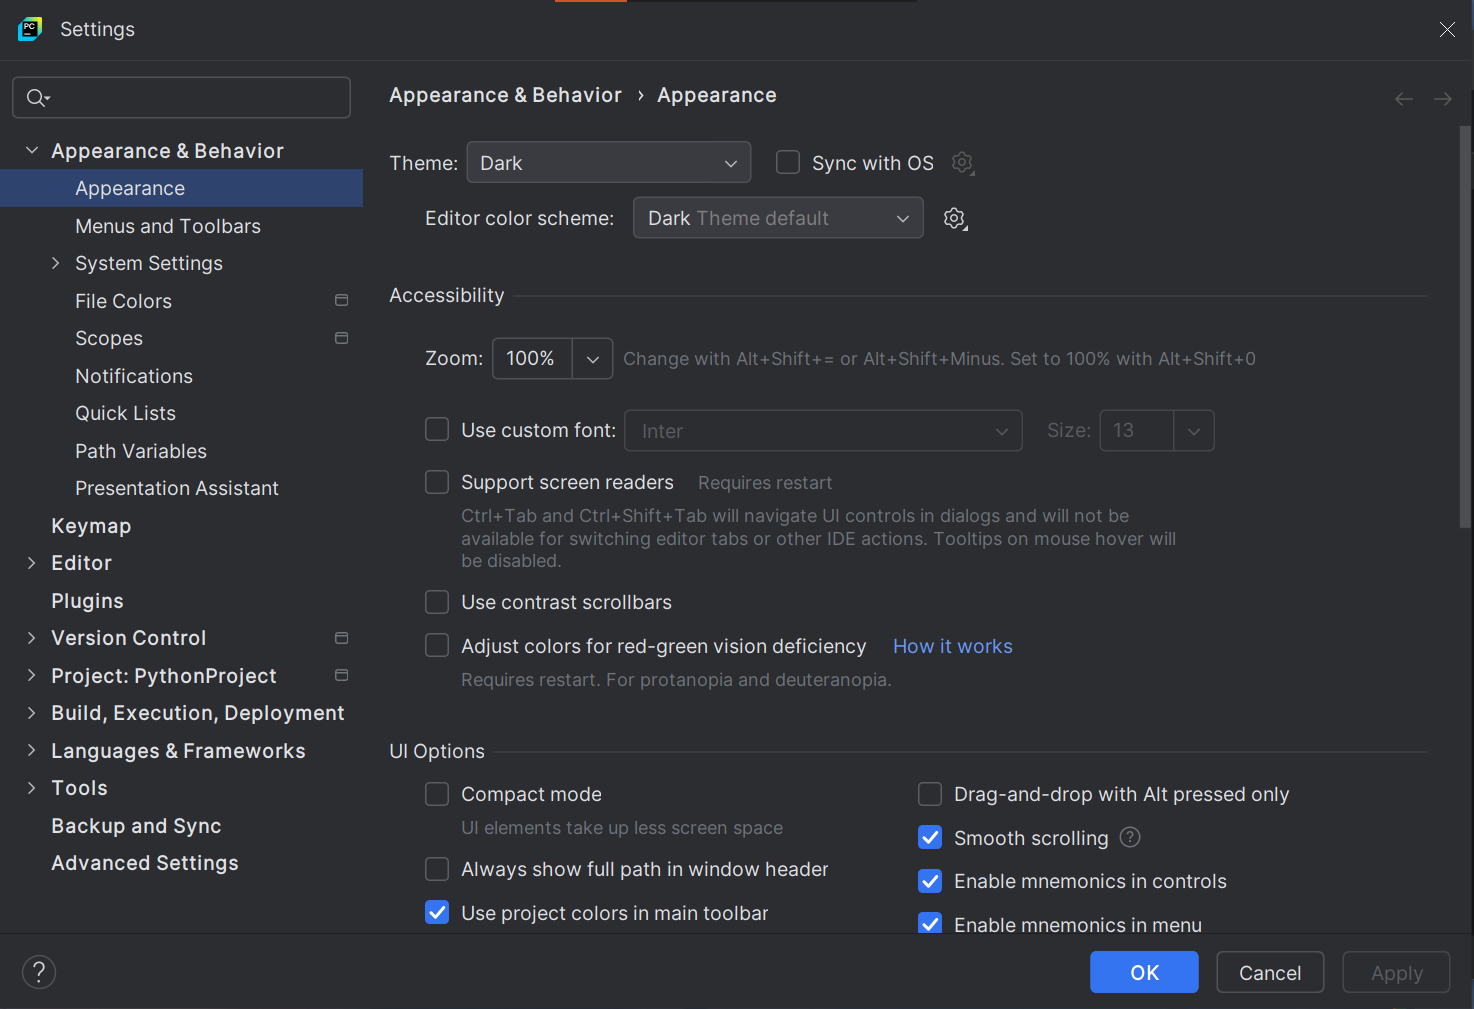 PC
Settings
Appearance & Behavior
Appearance
Menus and Toolbars
System Settings
File Colors
Scopes
Notifications
Quick Lists
Path Variables
Presentation Assistant
Keymap
Editor
Plugins
Version Control
Project: PythonProject
Build, Execution, Deployment
Languages & Frameworks
Tools
Backup and Sync
Advanced Settings
Appearance & Behavior › Appearance
Theme: Dark Sync with OS
Editor color scheme: Dark Theme default
Accessibility
Zoom: 100% Change with Alt+Shift+= or Alt+Shift+Minus. Set to 100% with Alt+Shift+0
Use custom font: Inter Size: 13
Support screen readers Requires restart
Ctrl+Tab and Ctrl+Shift+Tab will navigate UI controls in dialogs and will not be
available for switching editor tabs or other IDE actions. Tooltips on mouse hover will
be disabled.
Use contrast scrollbars
Adjust colors for red-green vision deficiency How it works
Requires restart. For protanopia and deuteranopia.
UI Options
Compact mode
UI elements take up less screen space
Always show full path in window header
Use project colors in main toolbar
Drag-and-drop with Alt pressed only
Smooth scrolling ?
Enable mnemonics in controls
Enable mnemonics in menu
? OK Cancel Apply